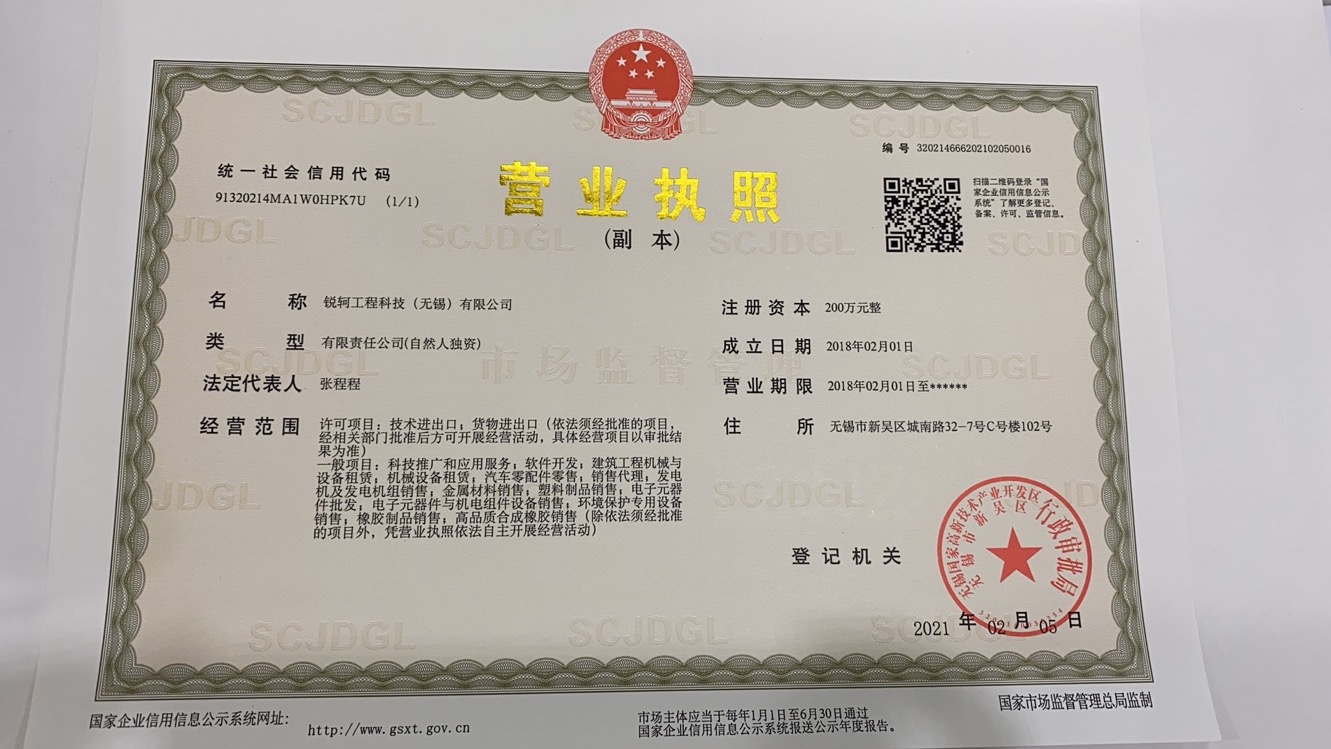 编号 320214666202102050016
统一社会信用代码
91320214MA1W0HPK7U (1/1)
营业执照
(副 本)
扫描二维码登录“国
家企业信用信息公示
系统”了解更多登记、
备案、许可、监管信息。
名称 锐轲工程科技（无锡）有限公司
类型 有限责任公司(自然人独资)
法定代表人 张程程
经营范围 许可项目：技术进出口；货物进出口（依法须经批准的项目，
经相关部门批准后方可开展经营活动，具体经营项目以审批结
果为准）
一般项目：科技推广和应用服务；软件开发；建筑工程机械与
设备租赁；机械设备租赁；汽车零配件零售；销售代理；发电
机及发电机组销售；金属材料销售；塑料制品销售；电子元器
件批发；电子元器件与机电组件设备销售；环境保护专用设备
销售；橡胶制品销售；高品质合成橡胶销售（除依法须经批准
的项目外，凭营业执照依法自主开展经营活动）
注册资本 200万元整
成立日期 2018年02月01日
营业期限 2018年02月01日至******
住所 无锡市新吴区城南路32-7号C号楼102号
登记机关
无锡国家高新技术产业开发区
无锡市新吴区
行政审批局
2021 年 02 月 05 日
SCJDGL
SCJDGL
SCJDGL
JDGL
SCJDGL
SCJDGL
SCJD
SCJDGL
市场监督管理
SCJDGL
JDGL
SCJDGL
JD
SCJDGL
SCJDGL
国家企业信用信息公示系统网址：
http://www.gsxt.gov.cn
市场主体应当于每年1月1日至6月30日通过
国家企业信用信息公示系统报送公示年度报告。
国家市场监督管理总局监制